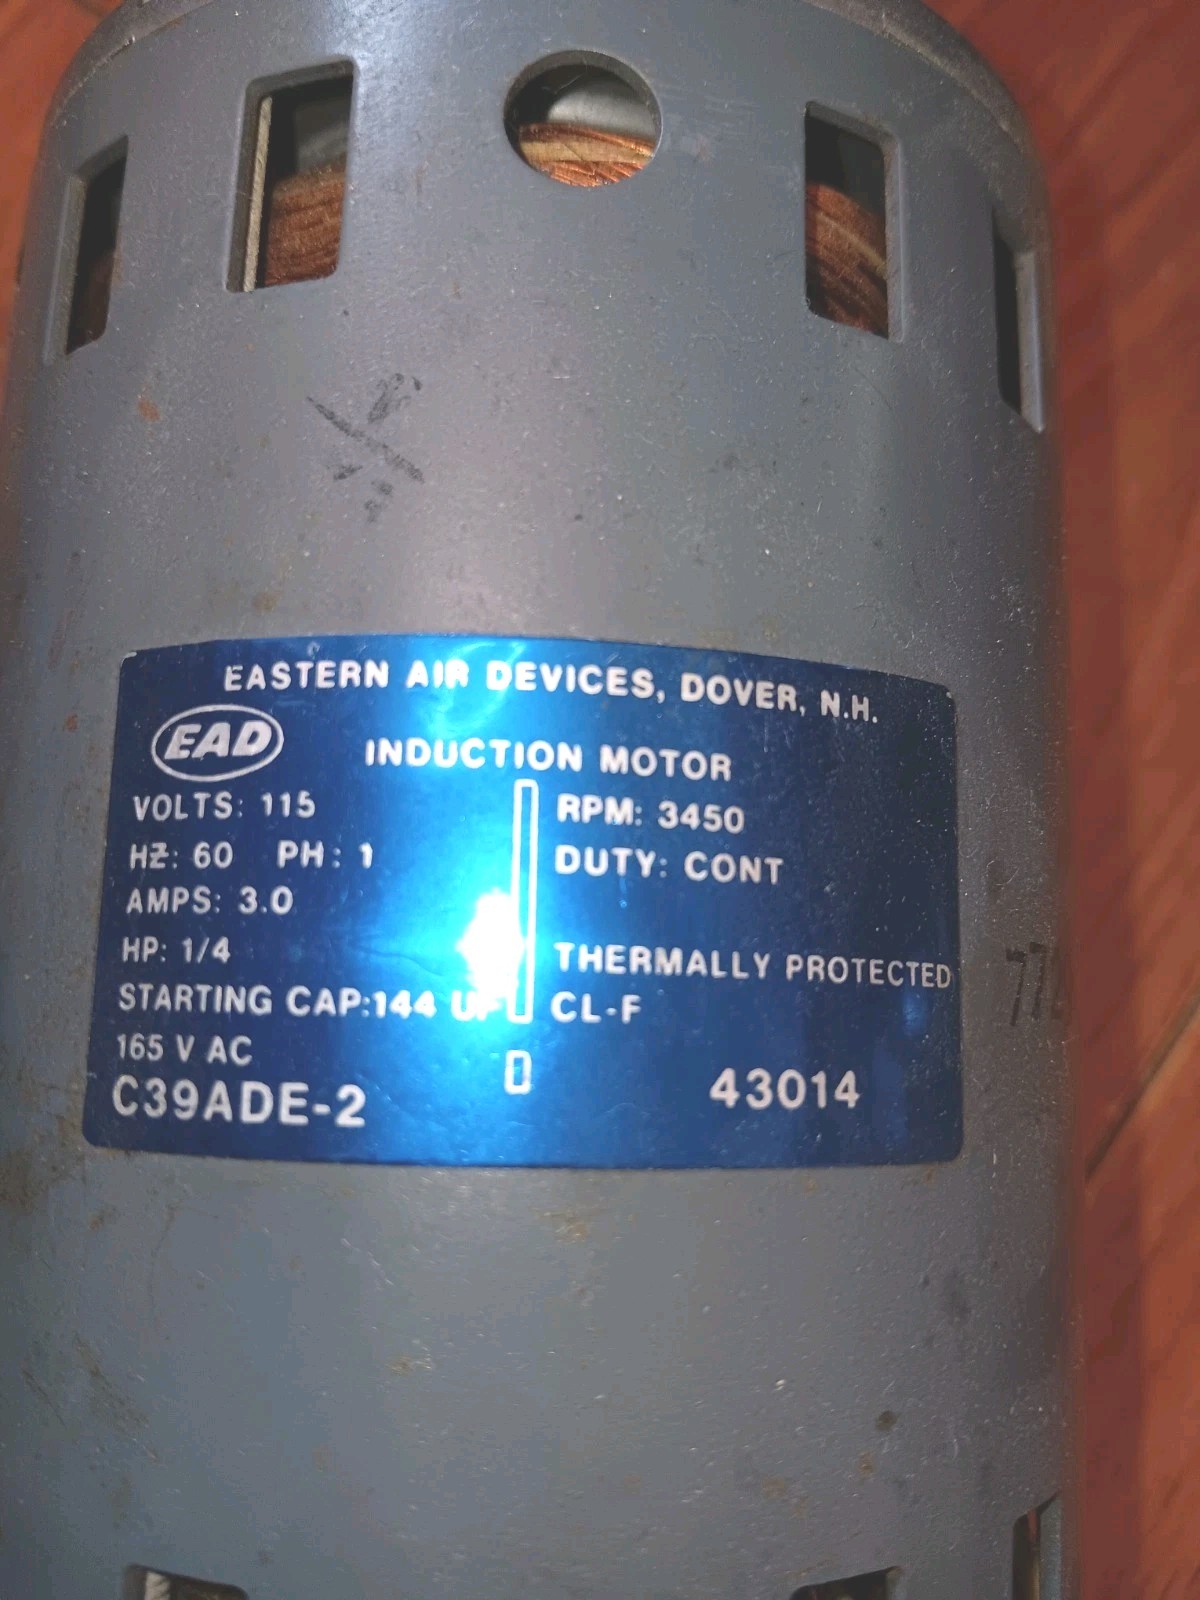 EASTERN AIR DEVICES, DOVER, N.H.
EAD
INDUCTION MOTOR
VOLTS: 115
HZ: 60 PH: 1
AMPS: 3.0
HP: 1/4
STARTING CAP:144 UF
165 V AC
C39ADE-2
RPM: 3450
DUTY: CONT
THERMALLY PROTECTED
CL-F
43014